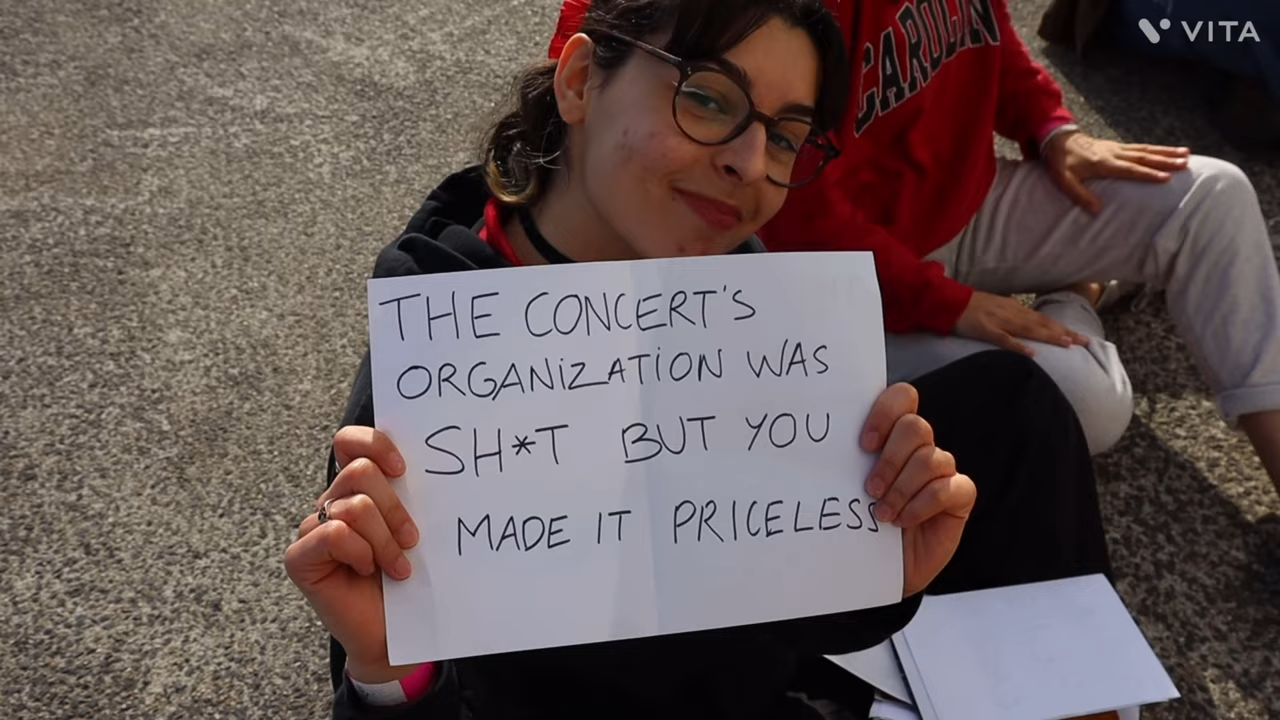 VITA
CAROLIN
THE CONCERT'S
ORGANiZATiON WAS
SH*T BUT YOU
MADE IT PRICELESS